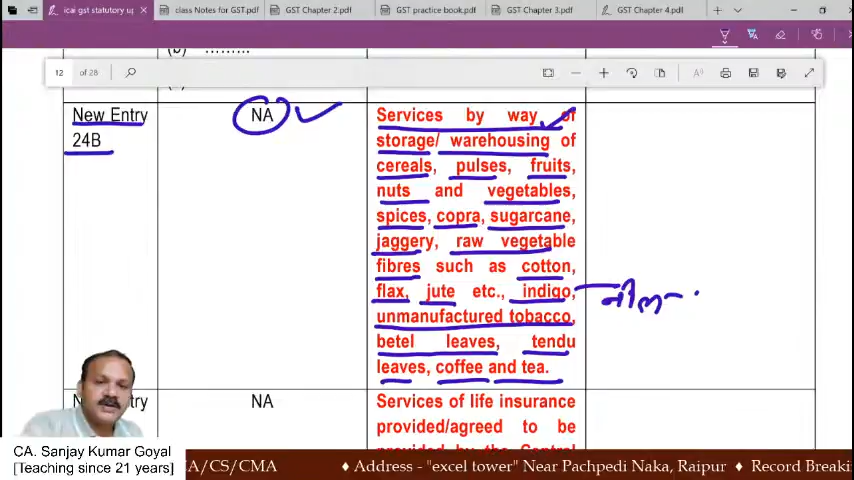 icai gst statutory up
class Notes for GST.pdf
GST Chapter 2.pdf
GST practice book.pdf
GST Chapter 3.pdf
GST Chapter 4.pdf
12 of 28
(b) .........
New Entry
24B
NA
Services by way of
storage/ warehousing of
cereals, pulses, fruits,
nuts and vegetables,
spices, copra, sugarcane,
jaggery, raw vegetable
fibres such as cotton,
flax, jute etc., indigo,
unmanufactured tobacco,
betel leaves, tendu
leaves, coffee and tea.
नील
NA
Services of life insurance
provided/agreed to be
provided by the Central
CA. Sanjay Kumar Goyal
[Teaching since 21 years]
/CS/CMA ♦ Address - "excel tower" Near Pachpedi Naka, Raipur ♦ Record Breaki